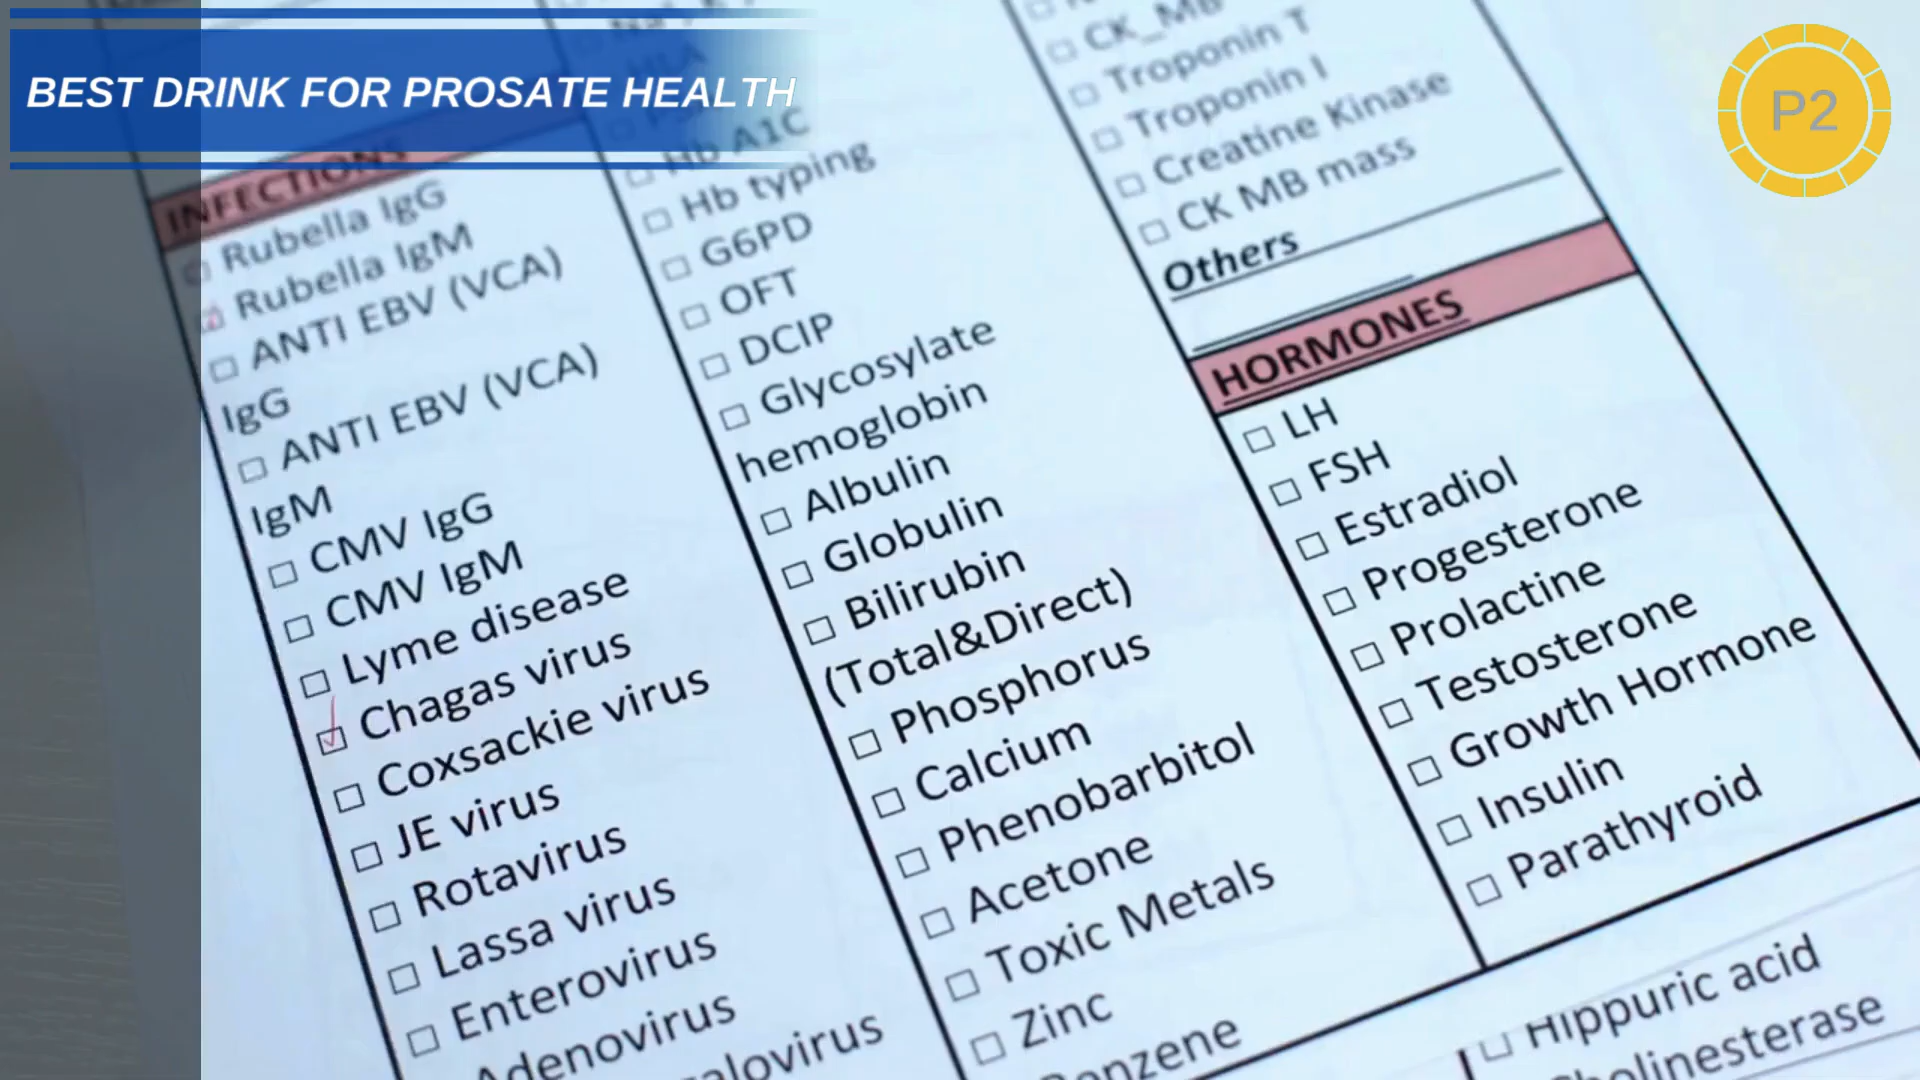 BEST DRINK FOR PROSATE HEALTH
P2
INFECTIONS
Rubella IgG
Rubella IgM
ANTI EBV (VCA)
IgG
ANTI EBV (VCA)
IgM
CMV IgG
CMV IgM
Lyme disease
Chagas virus
Coxsackie virus
JE virus
Rotavirus
Lassa virus
Enterovirus
Adenovirus
Hb A1C
Hb typing
G6PD
OFT
DCIP
Glycosylate
hemoglobin
Albulin
Globulin
Bilirubin
(Total&Direct)
Phosphorus
Calcium
Phenobarbitol
Acetone
Toxic Metals
Zinc
Benzene
CK_MB
Troponin T
Troponin I
Creatine Kinase
CK MB mass
Others
HORMONES
LH
FSH
Estradiol
Progesterone
Prolactine
Testosterone
Growth Hormone
Insulin
Parathyroid
Hippuric acid
Cholinesterase